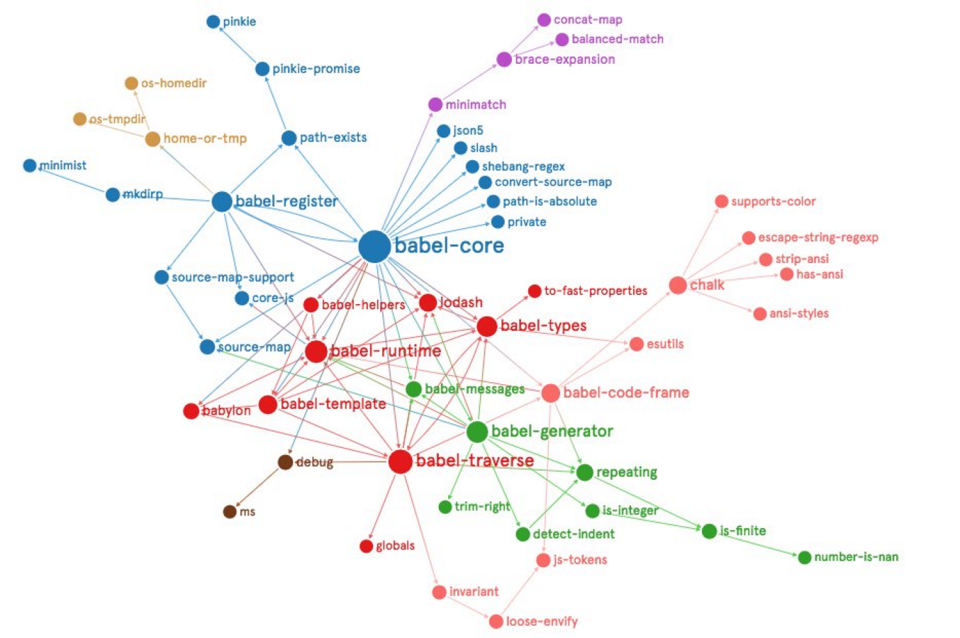 concat-map
pinkie
balanced-match
brace-expansion
pinkie-promise
os-homedir
minimatch
os-tmpdir
json5
home-or-tmp
path-exists
slash
minimist
shebang-regex
convert-source-map
mkdirp
babel-register
path-is-absolute
supports-color
private
escape-string-regexp
babel-core
strip-ansi
source-map-support
has-ansi
chalk
to-fast-properties
core-js
babel-helpers
lodash
ansi-styles
babel-types
esutils
source-map
babel-runtime
babel-messages
babel-code-frame
babel-template
babylon
babel-generator
debug
babel-traverse
repeating
trim-right
ms
is-integer
is-finite
detect-indent
globals
number-is-nan
js-tokens
invariant
loose-envify